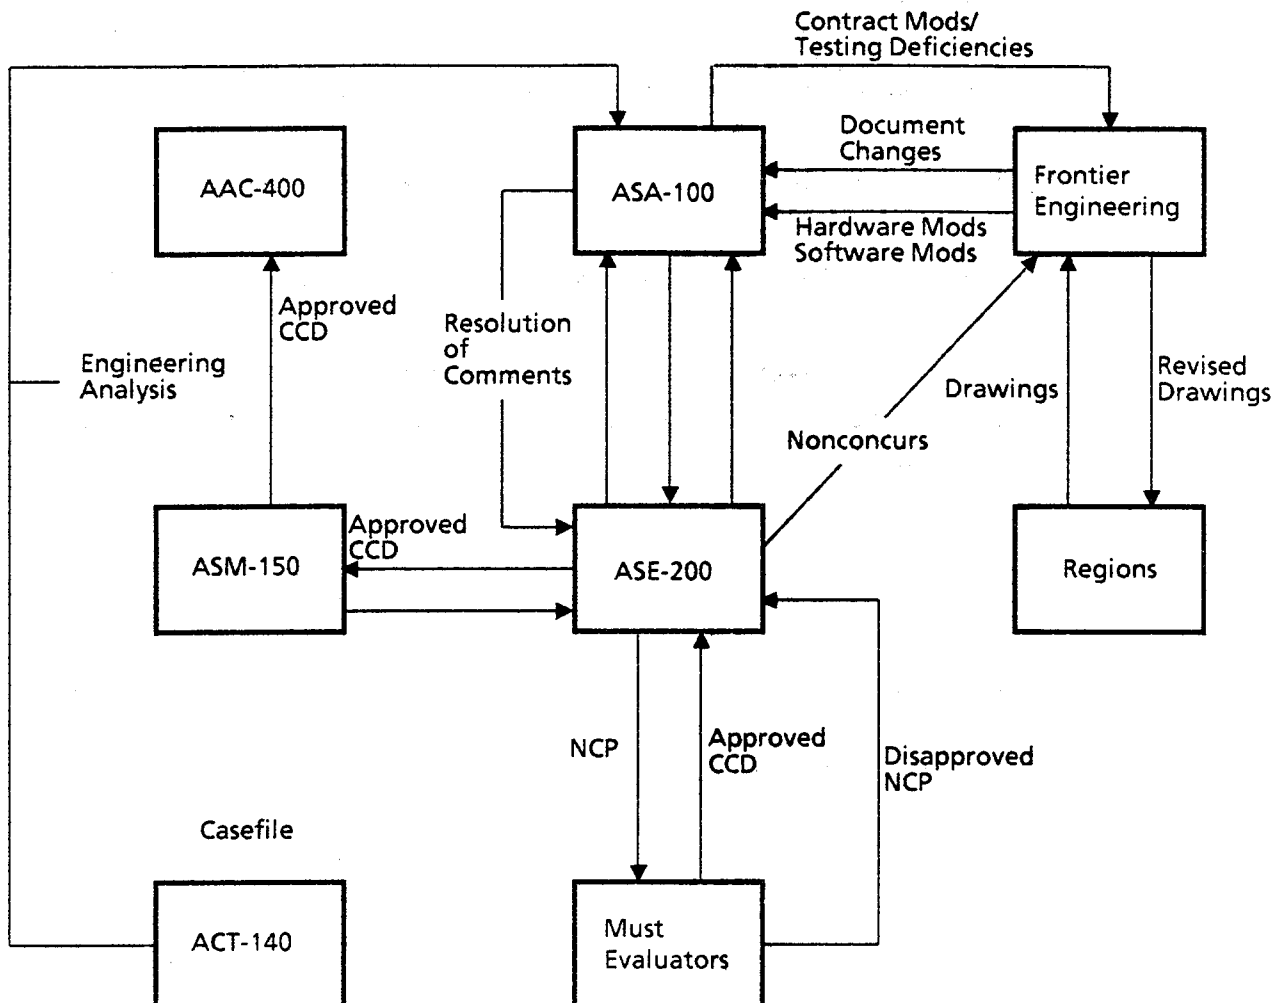 Contract Mods/
Testing Deficiencies
Document
Changes
AAC-400
ASA-100
Frontier
Engineering
Hardware Mods
Software Mods
Approved
CCD
Resolution
of
Comments
Engineering
Analysis
Drawings
Revised
Drawings
Nonconcurs
Approved
CCD
ASM-150
ASE-200
Regions
NCP
Approved
CCD
Disapproved
NCP
Casefile
ACT-140
Must
Evaluators